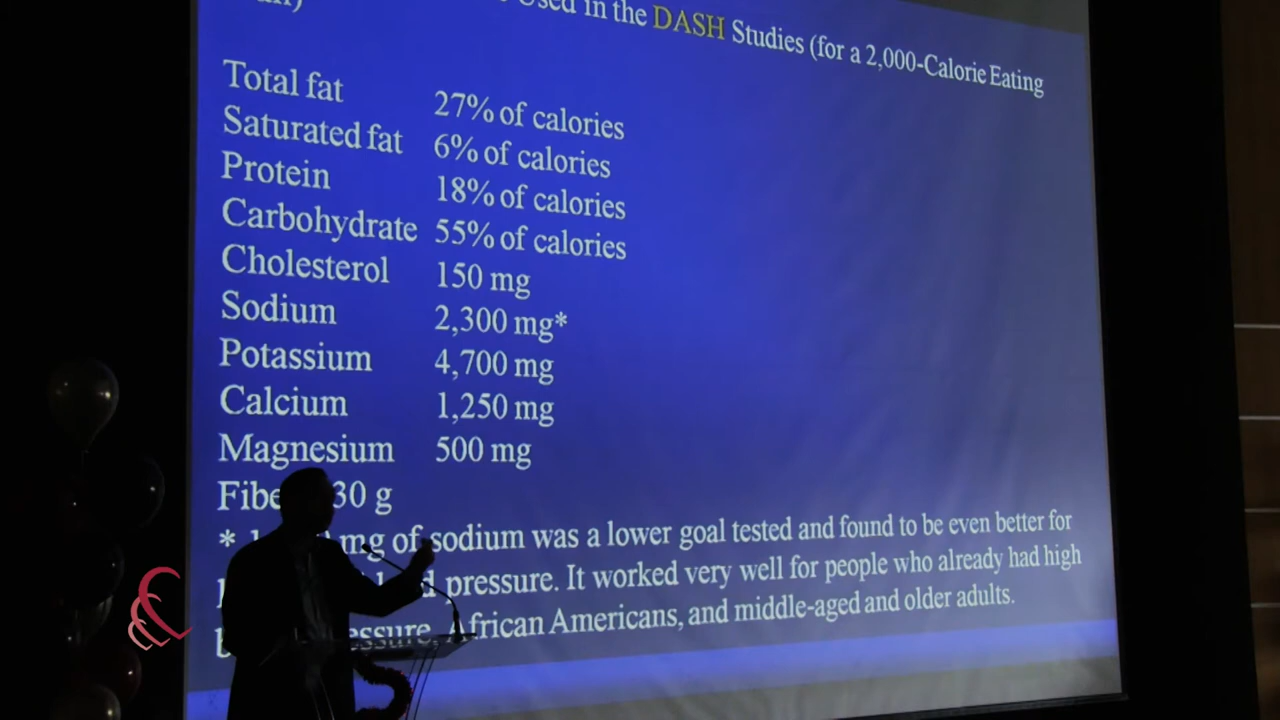 Used in the DASH Studies (for a 2,000-Calorie Eating
Total fat 27% of calories
Saturated fat 6% of calories
Protein 18% of calories
Carbohydrate 55% of calories
Cholesterol 150 mg
Sodium 2,300 mg*
Potassium 4,700 mg
Calcium 1,250 mg
Magnesium 500 mg
30 g
* mg of sodium was a lower goal tested and found to be even better for
pressure. It worked very well for people who already had high
African Americans, and middle-aged and older adults.